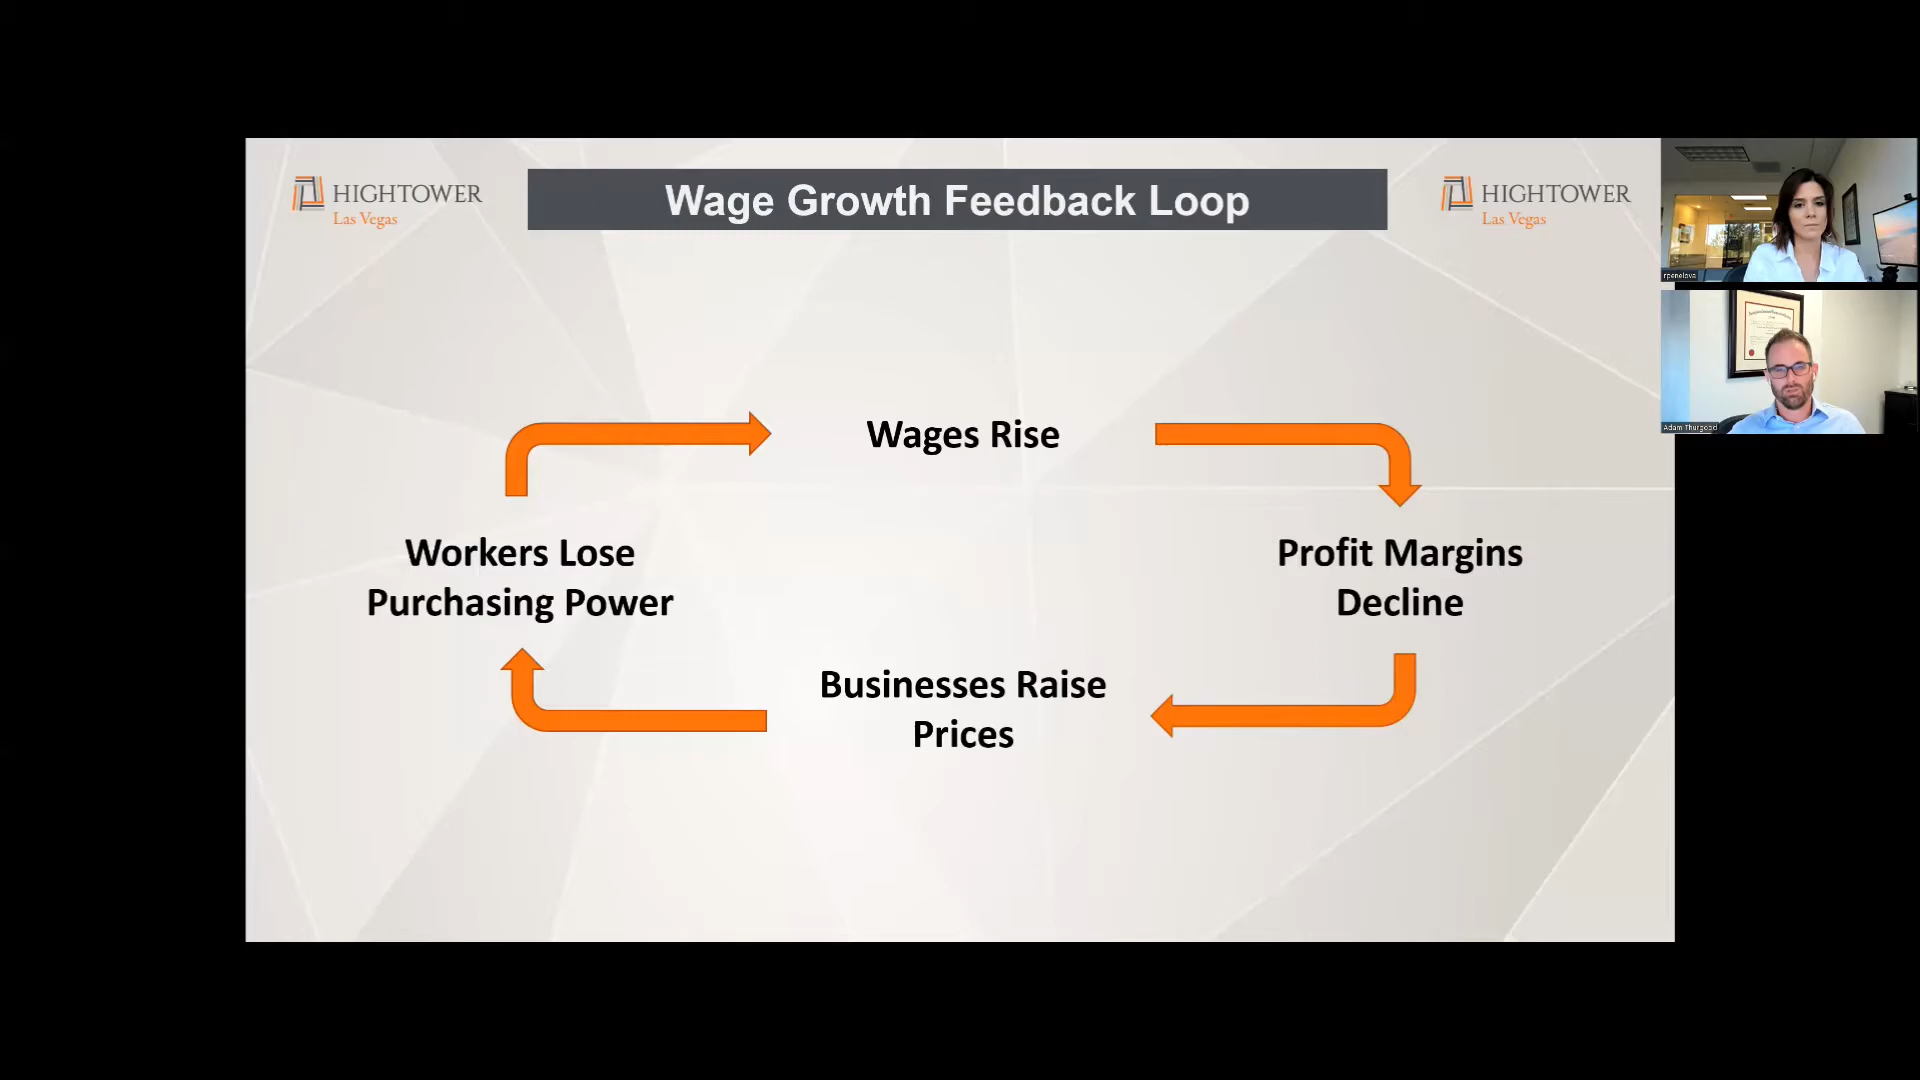 HIGHTOWER
Las Vegas
Wage Growth Feedback Loop
HIGHTOWER
Las Vegas
rpenelova
Adam Thurgood
Wages Rise
Workers Lose
Purchasing Power
Profit Margins
Decline
Businesses Raise
Prices